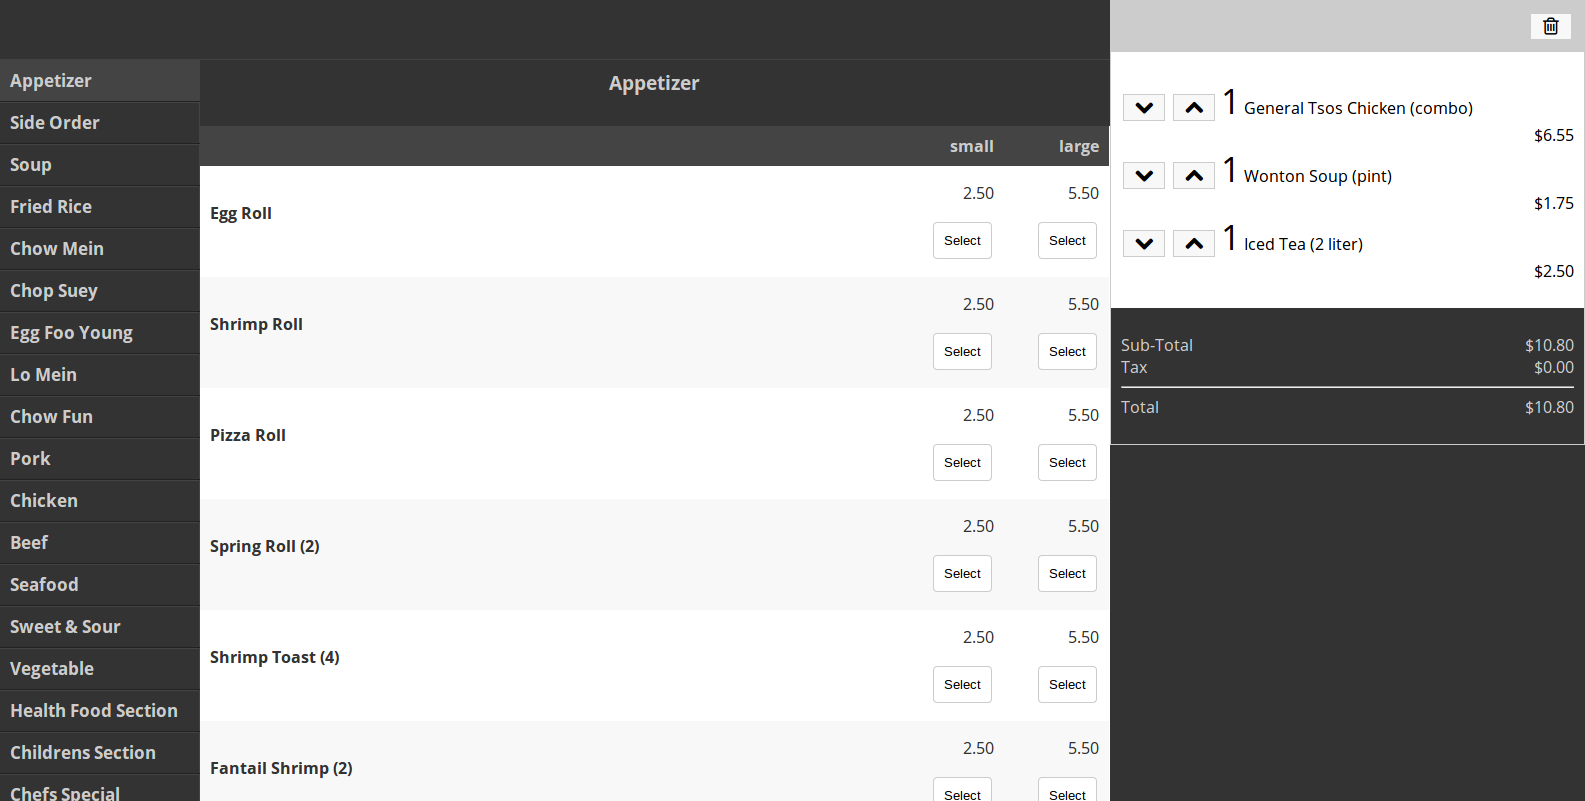 Appetizer
Side Order
Soup
Fried Rice
Chow Mein
Chop Suey
Egg Foo Young
Lo Mein
Chow Fun
Pork
Chicken
Beef
Seafood
Sweet & Sour
Vegetable
Health Food Section
Childrens Section
Chefs Special
Appetizer
small large
2.50 5.50
Egg Roll
Select Select
2.50 5.50
Shrimp Roll
Select Select
2.50 5.50
Pizza Roll
Select Select
2.50 5.50
Spring Roll (2)
Select Select
2.50 5.50
Shrimp Toast (4)
Select Select
2.50 5.50
Fantail Shrimp (2)
Select Select
1 General Tsos Chicken (combo)
$6.55
1 Wonton Soup (pint)
$1.75
1 Iced Tea (2 liter)
$2.50
Sub-Total $10.80
Tax $0.00
Total $10.80